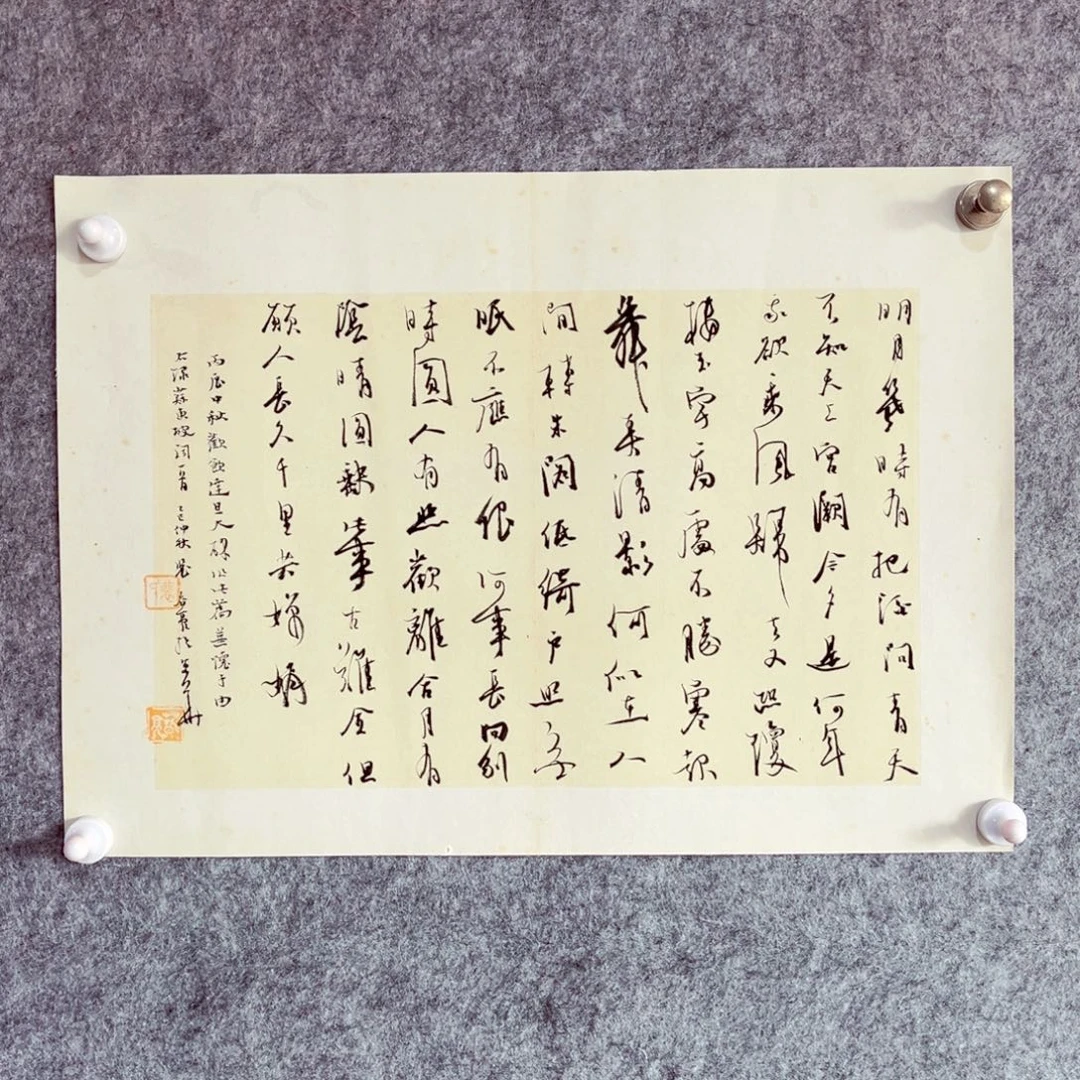 明月幾時有把酒問青天
不知天上宮闕今夕是何年
我欲乘風歸去又恐瓊
樓玉宇高處不勝寒起
舞弄清影何似在人
間轉朱閣低綺戶照無
眠不應有恨何事長向別
時圓人有悲歡離合月有
陰晴圓缺此事古難全但
願人長久千里共嬋娟
丙辰中秋歡飲達旦大醉作此篇兼懷子由
右錄蘇東坡詞一首 仲秋